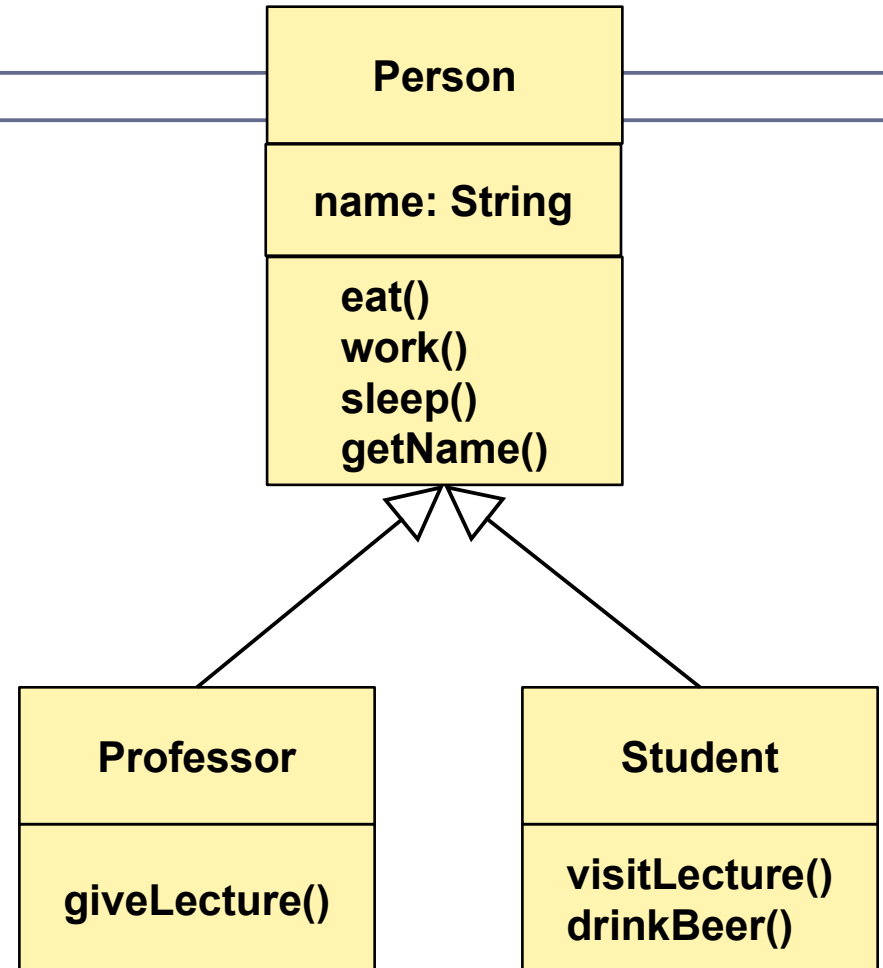 Person
name: String
eat()
work()
sleep()
getName()
Professor
giveLecture()
Student
visitLecture()
drinkBeer()